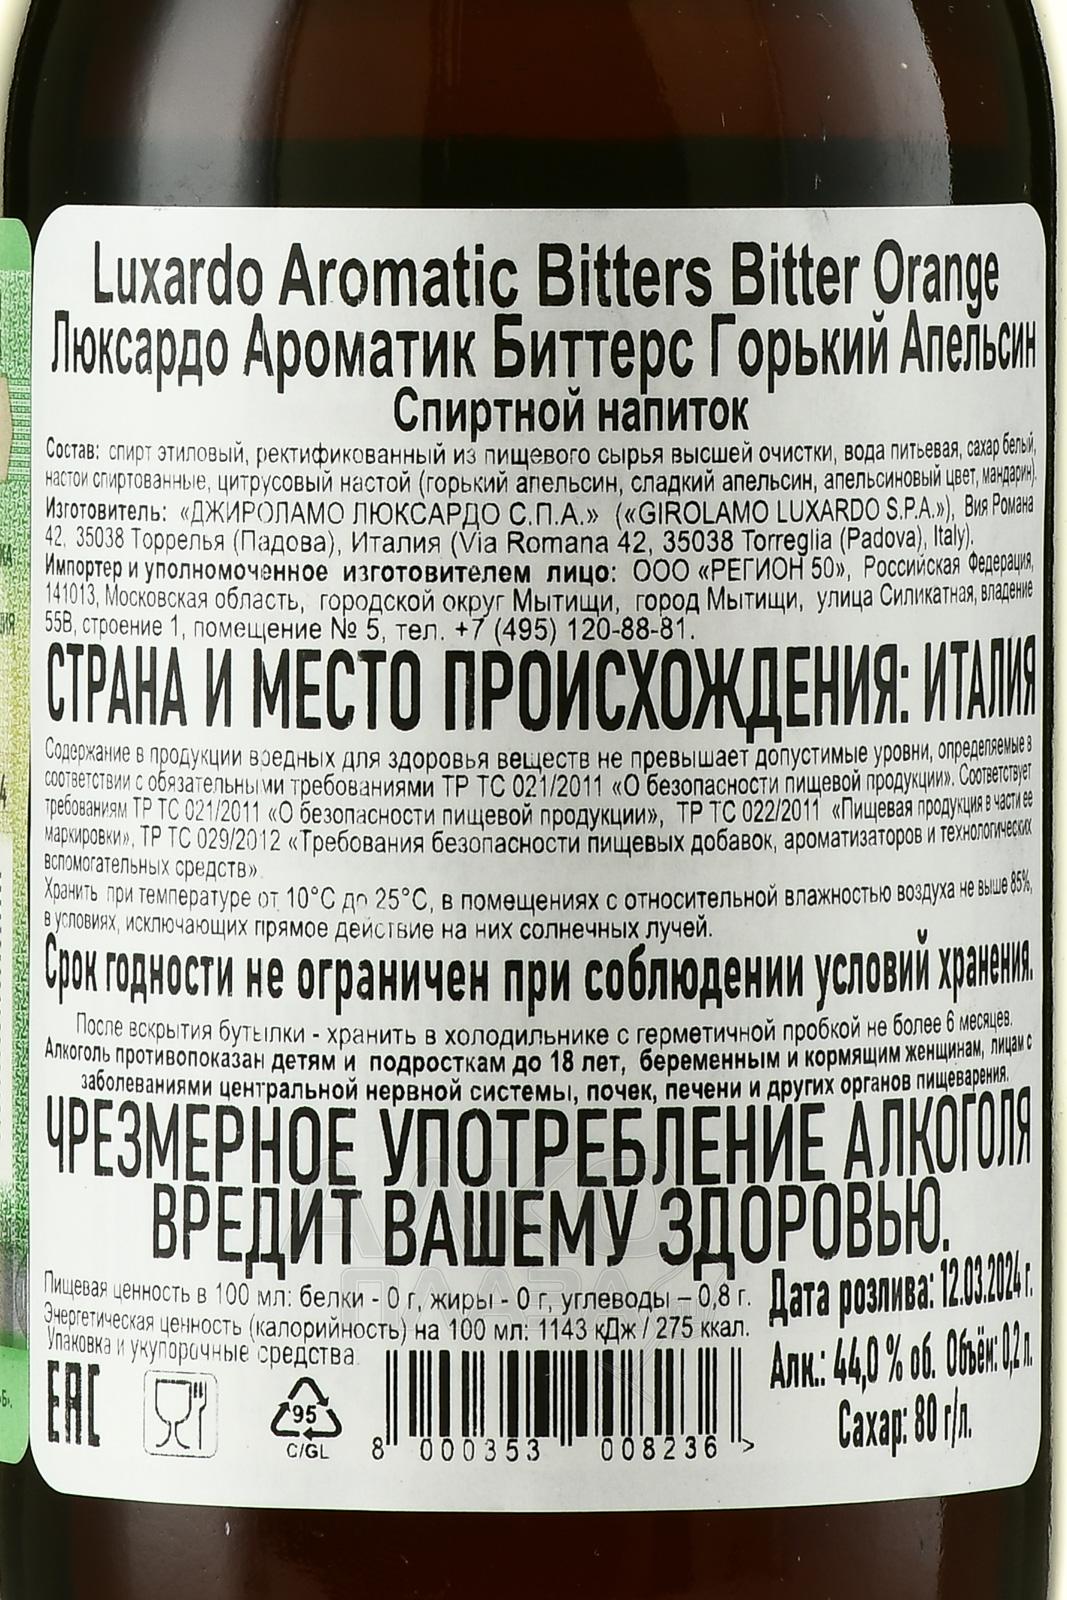 Luxardo Aromatic Bitters Bitter Orange
Люксардо Ароматик Биттерс Горький Апельсин
Спиртной напиток
Состав: спирт этиловый, ректификованный из пищевого сырья высшей очистки, вода питьевая, сахар белый,
настои спиртованные, цитрусовый настой (горький апельсин, сладкий апельсин, апельсиновый цвет, мандарин).
Изготовитель: «ДЖИРОЛАМО ЛЮКСАРДО С.П.А.» («GIROLAMO LUXARDO S.P.A.»), Вия Романа
42, 35038 Торрелья (Падова), Италия (Via Romana 42, 35038 Torreglia (Padova), Italy).
Импортер и уполномоченное изготовителем лицо: ООО «РЕГИОН 50», Российская Федерация,
141013, Московская область, городской округ Мытищи, город Мытищи, улица Силикатная, владение
55В, строение 1, помещение № 5, тел. +7 (495) 120-88-81.
СТРАНА И МЕСТО ПРОИСХОЖДЕНИЯ: ИТАЛИЯ
Содержание в продукции вредных для здоровья веществ не превышает допустимые уровни, определяемые в
соответствии с обязательными требованиями ТР ТС 021/2011 «О безопасности пищевой продукции». Соответствует
требованиям ТР ТС 021/2011 «О безопасности пищевой продукции», ТР ТС 022/2011 «Пищевая продукция в части ее
маркировки», ТР ТС 029/2012 «Требования безопасности пищевых добавок, ароматизаторов и технологических
вспомогательных средств».
Хранить при температуре от 10°С до 25°С, в помещениях с относительной влажностью воздуха не выше 85%,
в условиях, исключающих прямое действие на них солнечных лучей.
Срок годности не ограничен при соблюдении условий хранения.
После вскрытия бутылки - хранить в холодильнике с герметичной пробкой не более 6 месяцев.
Алкоголь противопоказан детям и подросткам до 18 лет, беременным и кормящим женщинам, лицам с
заболеваниями центральной нервной системы, почек, печени и других органов пищеварения.
ЧРЕЗМЕРНОЕ УПОТРЕБЛЕНИЕ АЛКОГОЛЯ
ВРЕДИТ ВАШЕМУ ЗДОРОВЬЮ.
Пищевая ценность в 100 мл: белки - 0 г, жиры - 0 г, углеводы – 0,8 г.
Энергетическая ценность (калорийность) на 100 мл: 1143 кДж / 275 ккал.
Упаковка и укупорочные средства.
Дата розлива: 12.03.2024 г.
Алк.: 44,0 % об. Объём: 0,2 л.
Сахар: 80 г/л.
EAC
95
C/GL
8 000353 008236 >
АЛКО
ПЛАЗА